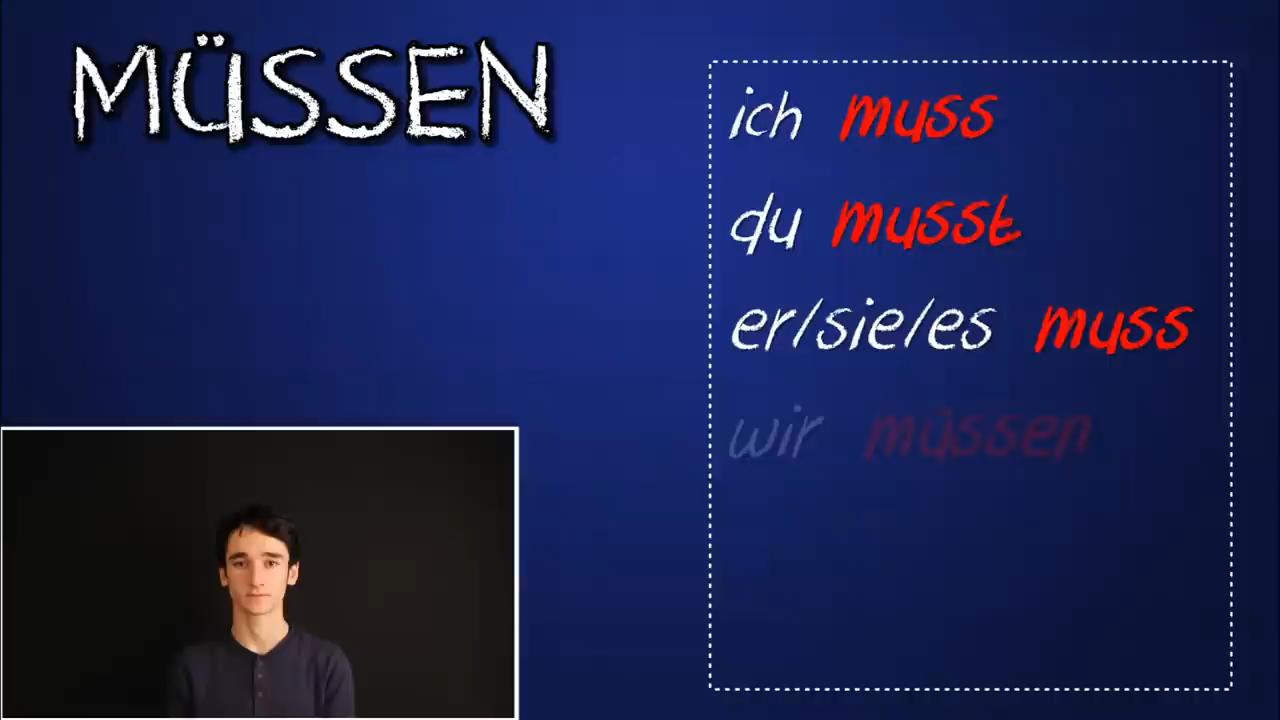 MÜSSEN
ich muss
du musst
er/sie/es muss
wir müssen